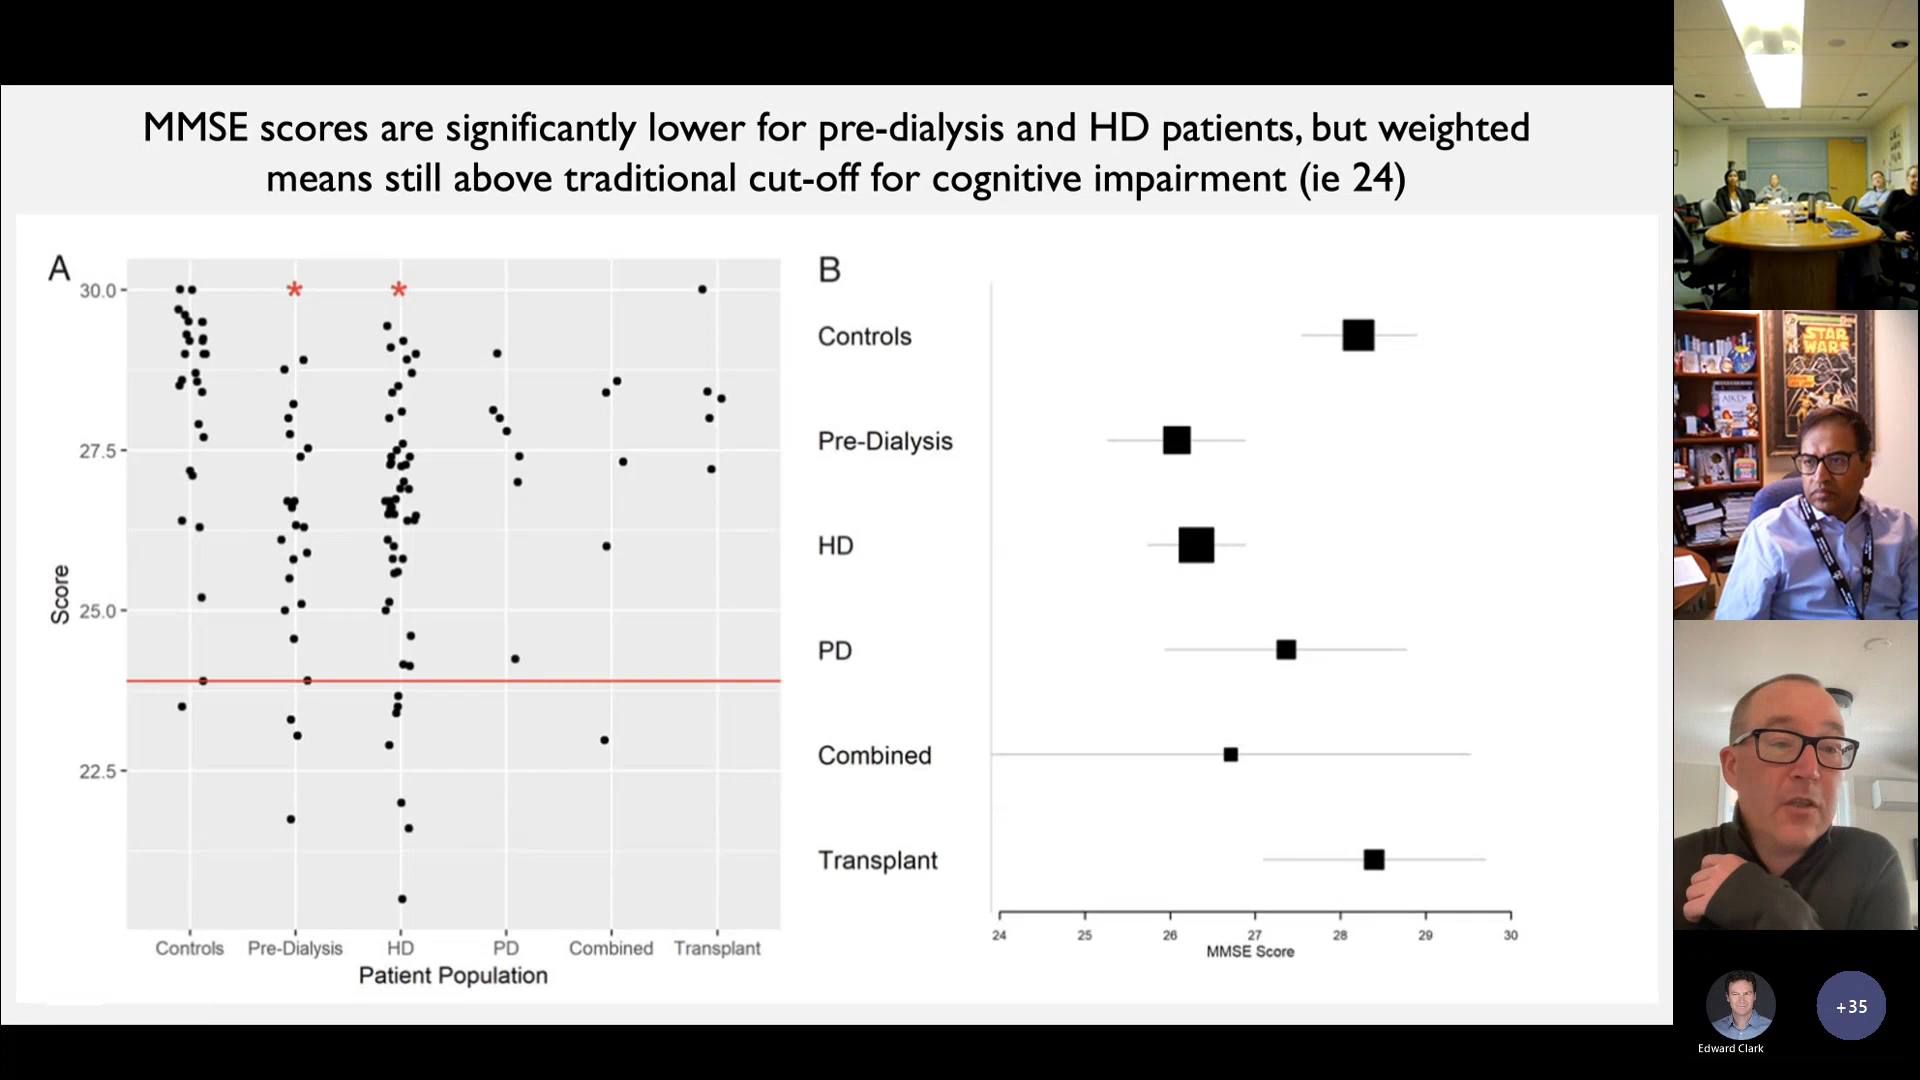 MMSE scores are significantly lower for pre-dialysis and HD patients, but weighted
means still above traditional cut-off for cognitive impairment (ie 24)
A
30.0
27.5
25.0
22.5
Score
Controls Pre-Dialysis HD PD Combined Transplant
Patient Population
*
*
B
Controls
Pre-Dialysis
HD
PD
Combined
Transplant
24 25 26 27 28 29 30
MMSE Score
STAR
WARS
AIKIDO
Edward Clark
+35